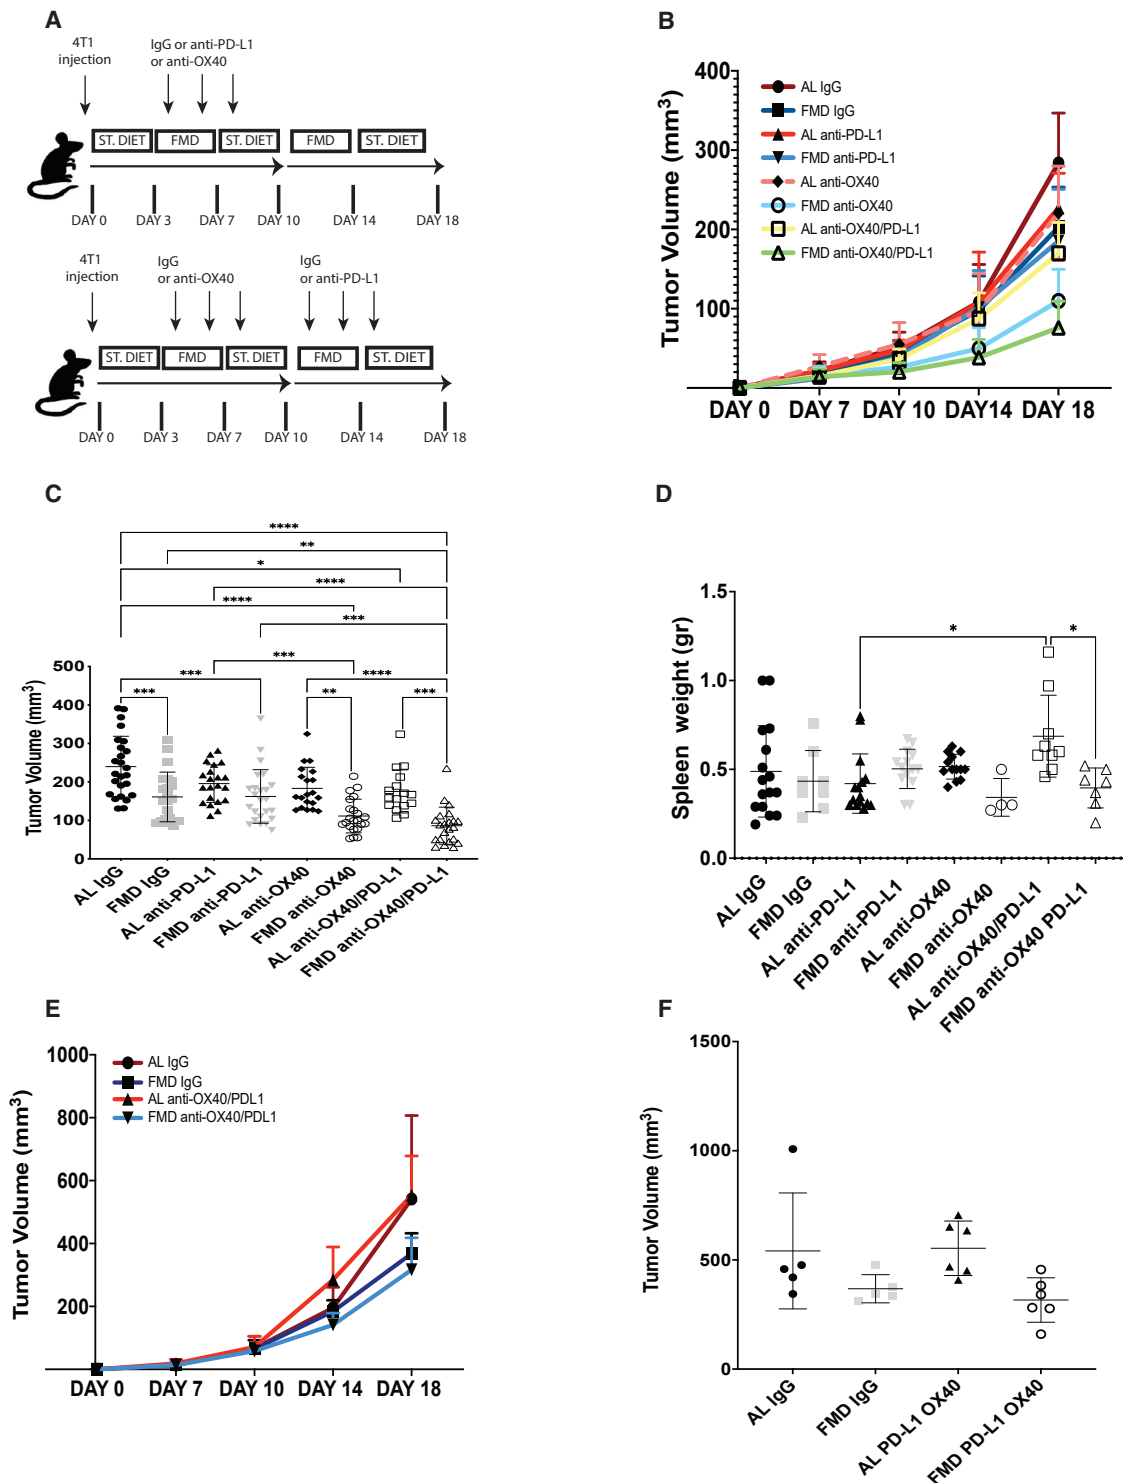 A
4T1
injection
IgG or anti-PD-L1
or anti-OX40
ST. DIET
FMD
ST. DIET
FMD
ST. DIET
DAY 0
DAY 3
DAY 7
DAY 10
DAY 14
DAY 18
4T1
injection
IgG
or anti-OX40
IgG
or anti-PD-L1
ST. DIET
FMD
ST. DIET
FMD
ST. DIET
DAY 0
DAY 3
DAY 7
DAY 10
DAY 14
DAY 18
B
Tumor Volume (mm³)
400
300
200
100
AL IgG
FMD IgG
AL anti-PD-L1
FMD anti-PD-L1
AL anti-OX40
FMD anti-OX40
AL anti-OX40/PD-L1
FMD anti-OX40/PD-L1
DAY 0
DAY 7
DAY 10
DAY14
DAY 18
C
****
**
*
****
****
***
***
***
****
***
**
***
Tumor Volume (mm³)
500
400
300
200
100
0
AL IgG
FMD IgG
AL anti-PD-L1
FMD anti-PD-L1
AL anti-OX40
FMD anti-OX40
AL anti-OX40/PD-L1
FMD anti-OX40/PD-L1
D
Spleen weight (gr)
1.5
1.0
0.5
0.0
*
*
AL IgG
FMD IgG
AL anti-PD-L1
FMD anti-PD-L1
AL anti-OX40
FMD anti-OX40
AL anti-OX40/PD-L1
FMD anti-OX40 PD-L1
E
Tumor Volume (mm³)
1000
800
600
400
200
AL IgG
FMD IgG
AL anti-OX40/PDL1
FMD anti-OX40/PDL1
DAY 0
DAY 7
DAY 10
DAY 14
DAY 18
F
Tumor Volume (mm³)
1500
1000
500
0
AL IgG
FMD IgG
AL PD-L1 OX40
FMD PD-L1 OX40